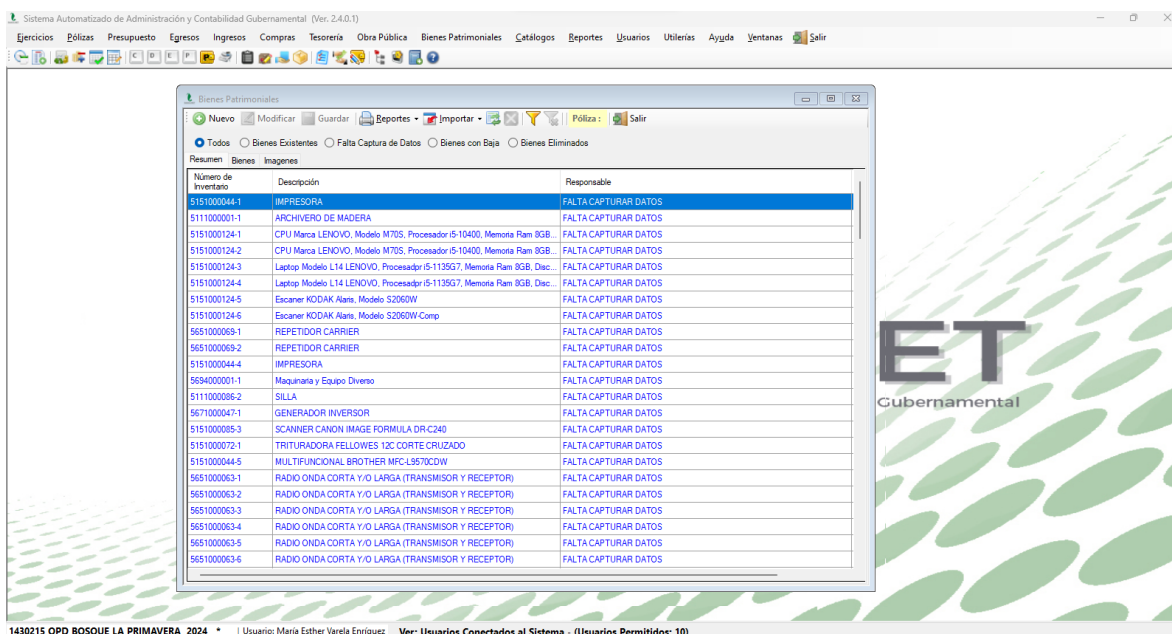 Sistema Automatizado de Administración y Contabilidad Gubernamental (Ver. 2.4.0.1)
Ejercicios Pólizas Presupuesto Egresos Ingresos Compras Tesorería Obra Pública Bienes Patrimoniales Catálogos Reportes Usuarios Utilerías Ayuda Ventanas Salir
C D E P P
Bienes Patrimoniales
Nuevo Modificar Guardar Reportes Importar Póliza : Salir
Todos Bienes Existentes Falta Captura de Datos Bienes con Baja Bienes Eliminados
Resumen Bienes Imagenes
Número de Inventario Descripción Responsable
5151000044-1 IMPRESORA FALTA CAPTURAR DATOS
5111000001-1 ARCHIVERO DE MADERA FALTA CAPTURAR DATOS
5151000124-1 CPU Marca LENOVO, Modelo M70S, Procesador i5-10400, Memoria Ram 8GB... FALTA CAPTURAR DATOS
5151000124-2 CPU Marca LENOVO, Modelo M70S, Procesador i5-10400, Memoria Ram 8GB... FALTA CAPTURAR DATOS
5151000124-3 Laptop Modelo L14 LENOVO, Procesadpr i5-1135G7, Memoria Ram 8GB, Disc... FALTA CAPTURAR DATOS
5151000124-4 Laptop Modelo L14 LENOVO, Procesadpr i5-1135G7, Memoria Ram 8GB, Disc... FALTA CAPTURAR DATOS
5151000124-5 Escaner KODAK Alaris, Modelo S2060W FALTA CAPTURAR DATOS
5151000124-6 Escaner KODAK Alaris, Modelo S2060W-Comp FALTA CAPTURAR DATOS
5651000069-1 REPETIDOR CARRIER FALTA CAPTURAR DATOS
5651000069-2 REPETIDOR CARRIER FALTA CAPTURAR DATOS
5151000044-4 IMPRESORA FALTA CAPTURAR DATOS
5694000001-1 Maquinaria y Equipo Diverso FALTA CAPTURAR DATOS
5111000086-2 SILLA FALTA CAPTURAR DATOS
5671000047-1 GENERADOR INVERSOR FALTA CAPTURAR DATOS
5151000085-3 SCANNER CANON IMAGE FORMULA DR-C240 FALTA CAPTURAR DATOS
5151000072-1 TRITURADORA FELLOWES 12C CORTE CRUZADO FALTA CAPTURAR DATOS
5151000044-5 MULTIFUNCIONAL BROTHER MFC-L9570CDW FALTA CAPTURAR DATOS
5651000063-1 RADIO ONDA CORTA Y/O LARGA (TRANSMISOR Y RECEPTOR) FALTA CAPTURAR DATOS
5651000063-2 RADIO ONDA CORTA Y/O LARGA (TRANSMISOR Y RECEPTOR) FALTA CAPTURAR DATOS
5651000063-3 RADIO ONDA CORTA Y/O LARGA (TRANSMISOR Y RECEPTOR) FALTA CAPTURAR DATOS
5651000063-4 RADIO ONDA CORTA Y/O LARGA (TRANSMISOR Y RECEPTOR) FALTA CAPTURAR DATOS
5651000063-5 RADIO ONDA CORTA Y/O LARGA (TRANSMISOR Y RECEPTOR) FALTA CAPTURAR DATOS
5651000063-6 RADIO ONDA CORTA Y/O LARGA (TRANSMISOR Y RECEPTOR) FALTA CAPTURAR DATOS
ET
Gubernamental
1430215 OPD BOSQUE LA PRIMAVERA 2024 * Usuario: María Esther Varela Enríquez Ver: Usuarios Conectados al Sistema - (Usuarios Permitidos: 10)